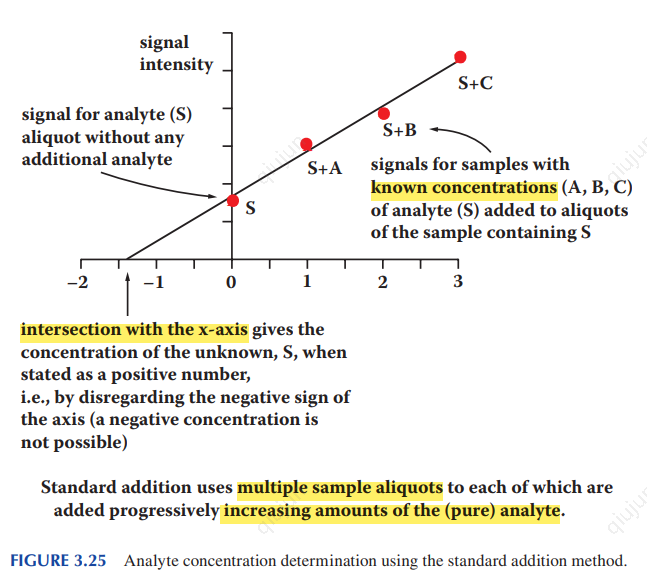 signal
intensity
signal for analyte (S)
aliquot without any
additional analyte
S
S+A
S+B
S+C
signals for samples with
known concentrations (A, B, C)
of analyte (S) added to aliquots
of the sample containing S
−2 −1 0 1 2 3
intersection with the x-axis gives the
concentration of the unknown, S, when
stated as a positive number,
i.e., by disregarding the negative sign of
the axis (a negative concentration is
not possible)
Standard addition uses multiple sample aliquots to each of which are
added progressively increasing amounts of the (pure) analyte.
FIGURE 3.25 Analyte concentration determination using the standard addition method.